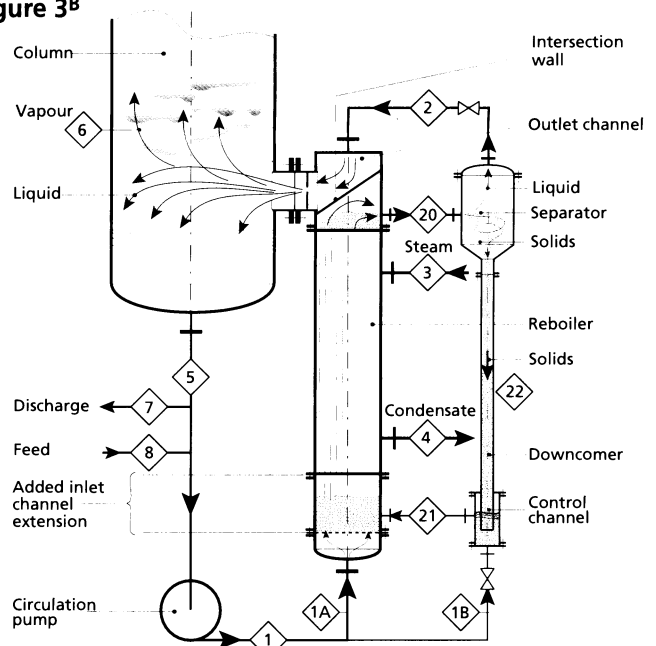 gure 3B
Column
Vapour
6
Liquid
Intersection
wall
2
Outlet channel
Liquid
Separator
20
Solids
Steam
3
Reboiler
5
Solids
22
Discharge
7
Condensate
4
Feed
8
Downcomer
Added inlet
channel
extension
Control
channel
21
Circulation
pump
1A
1B
1